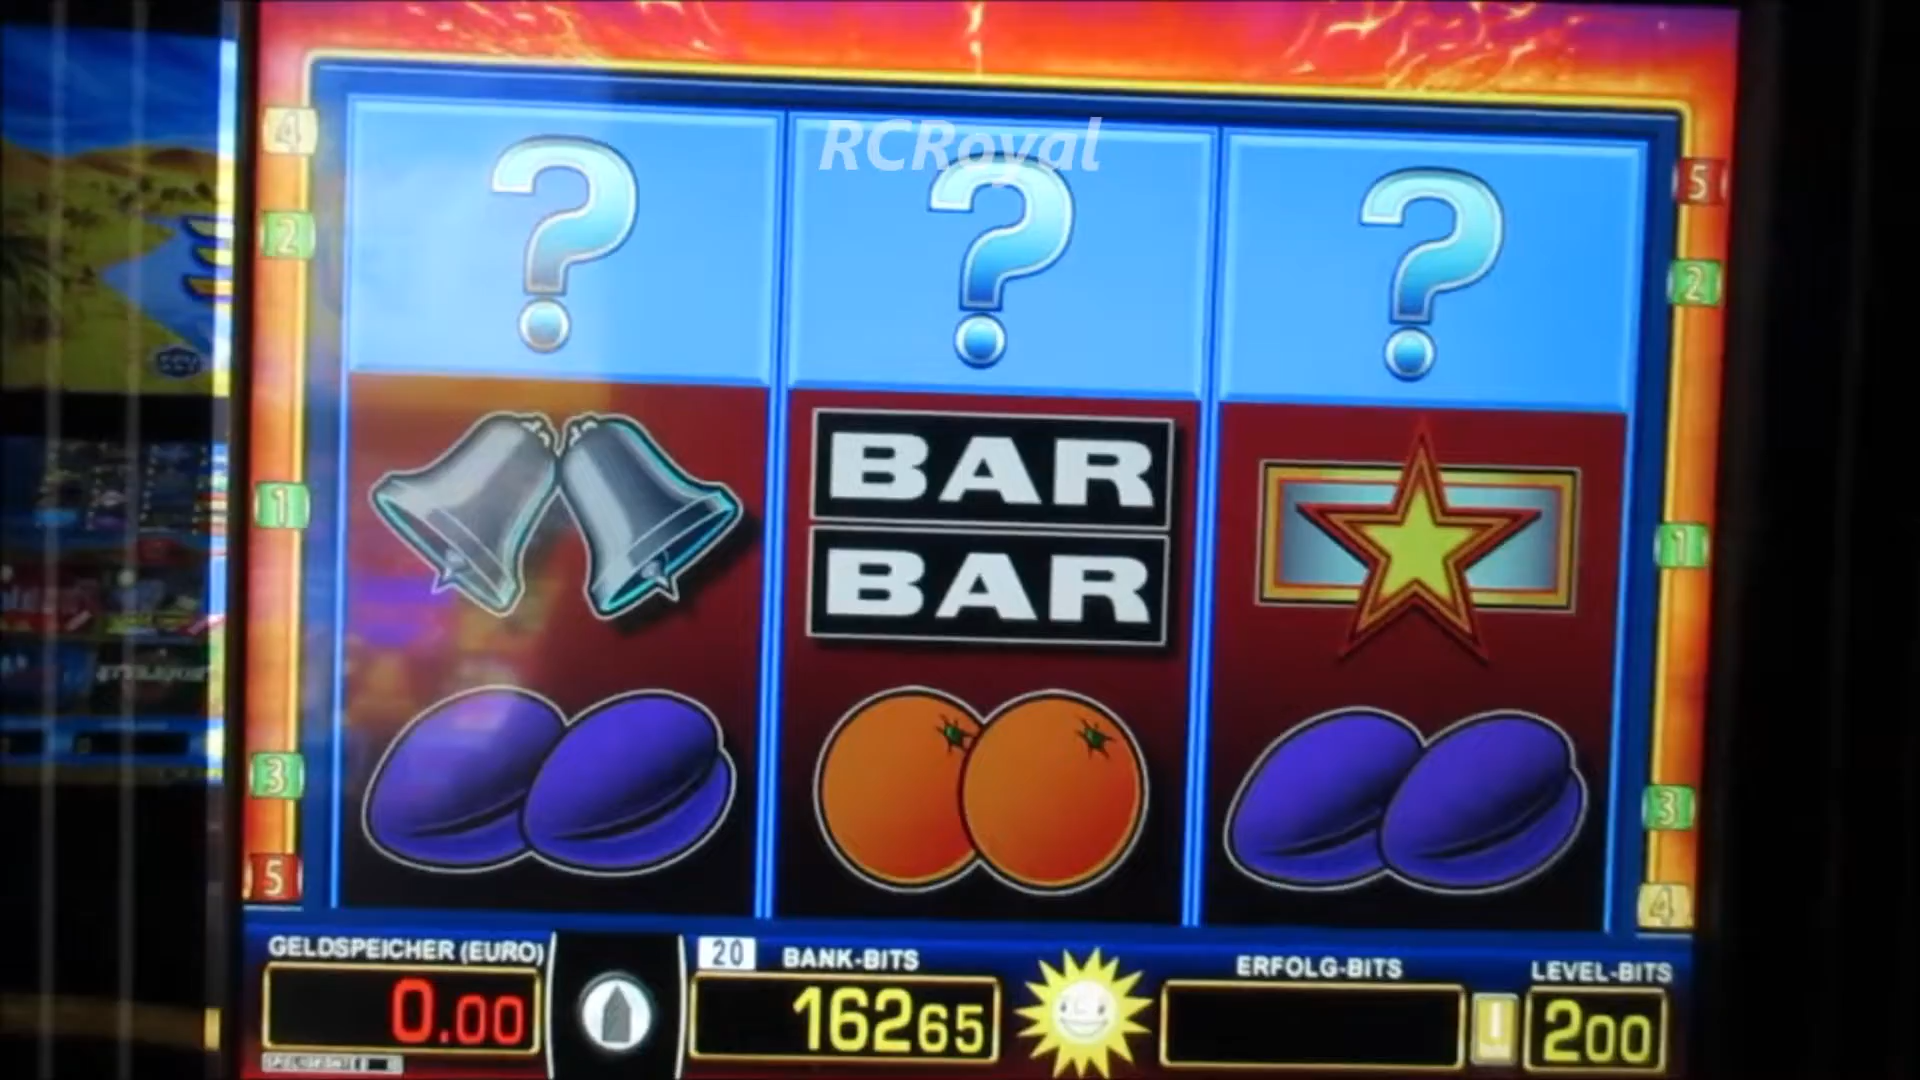 RCRoyal
4
5
2
2
BAR
BAR
1
1
3
3
5
4
GELDSPEICHER (EURO)
20
BANK-BITS
ERFOLG-BITS
LEVEL-BITS
0.00
16265
200